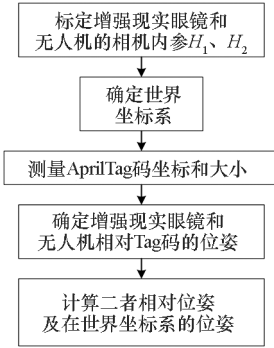 标定增强现实眼镜和
无人机的相机内参H₁、H₂
确定世界
坐标系
测量AprilTag码坐标和大小
确定增强现实眼镜和
无人机相对Tag码的位姿
计算二者相对位姿
及在世界坐标系的位姿